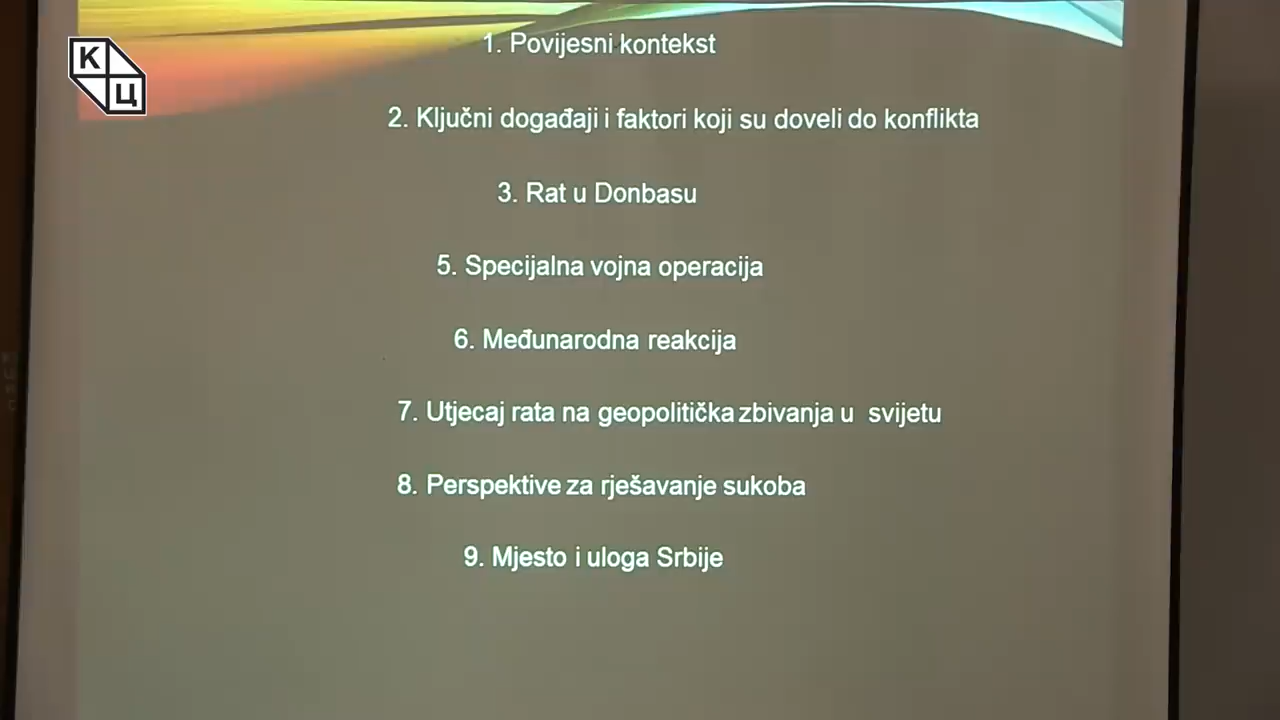 КЦ
1. Povijesni kontekst
2. Ključni događaji i faktori koji su doveli do konflikta
3. Rat u Donbasu
5. Specijalna vojna operacija
6. Međunarodna reakcija
7. Utjecaj rata na geopolitička zbivanja u svijetu
8. Perspektive za rješavanje sukoba
9. Mjesto i uloga Srbije